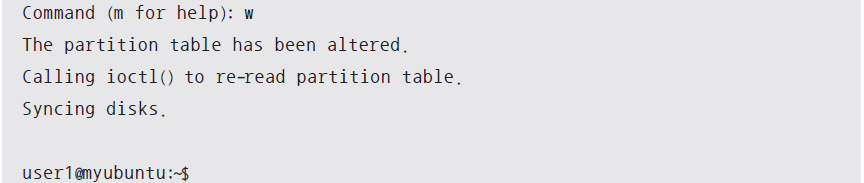 Command (m for help): w
The partition table has been altered.
Calling ioctl() to re-read partition table.
Syncing disks.
user1@myubuntu:~$